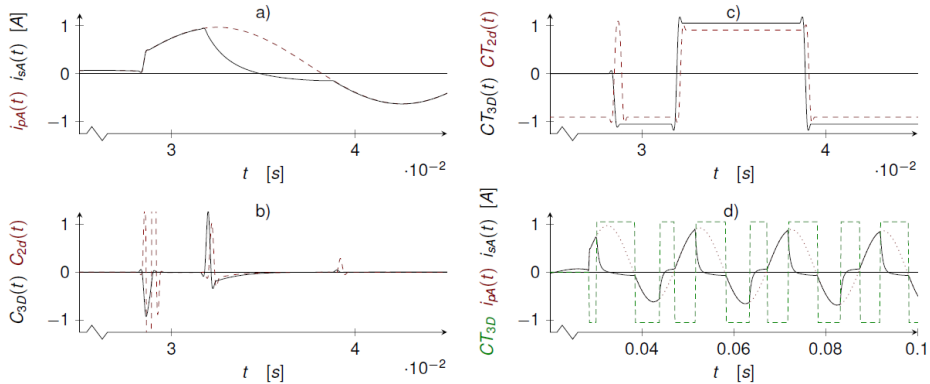 a)
i_pA(t) i_sA(t) [A]
1
0
−1
3
4
·10⁻²
t [s]
c)
CT_3D(t) CT_2d(t)
1
0
−1
3
4
·10⁻²
t [s]
b)
C_3D(t) C_2d(t)
1
0
−1
3
4
·10⁻²
t [s]
d)
CT_3D i_pA(t) i_sA(t) [A]
1
0
−1
0.04
0.06
0.08
0.1
t [s]